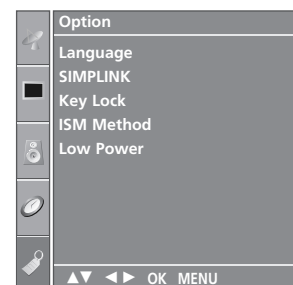 Option
Language
SIMPLINK
Key Lock
ISM Method
Low Power
▲▼ ◄► OK MENU